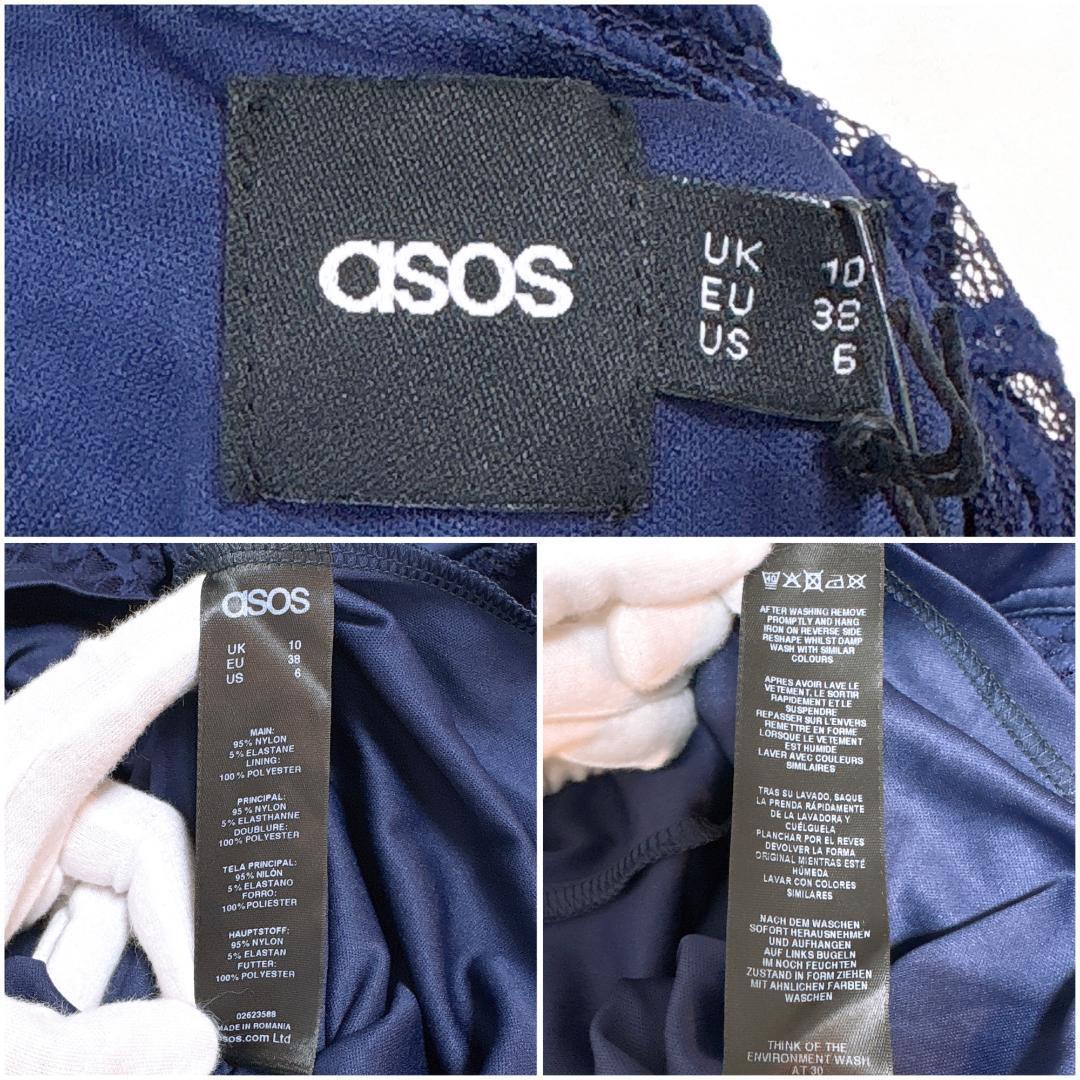 asos
UK 10
EU 38
US 6
asos
UK 10
EU 38
US 6
MAIN:
95% NYLON
5% ELASTANE
LINING:
100% POLYESTER
PRINCIPAL:
95% NYLON
5% ELASTHANNE
DOUBLURE:
100% POLYESTER
TELA PRINCIPAL:
95% NILÓN
5% ELASTANO
FORRO:
100% POLIESTER
HAUPTSTOFF:
95% NYLON
5% ELASTAN
FUTTER:
100% POLYESTER
02623588
MADE IN ROMANIA
asos.com Ltd
40
AFTER WASHING REMOVE
PROMPTLY AND HANG
IRON ON REVERSE SIDE
RESHAPE WHILST DAMP
WASH WITH SIMILAR
COLOURS
APRES AVOIR LAVE LE
VETEMENT, LE SORTIR
RAPIDEMENT ET LE
SUSPENDRE
REPASSER SUR L'ENVERS
REMETTRE EN FORME
LORSQUE LE VETEMENT
EST HUMIDE
LAVER AVEC COULEURS
SIMILAIRES
TRAS SU LAVADO, SAQUE
LA PRENDA RÁPIDAMENTE
DE LA LAVADORA Y
CUÉLGUELA
PLANCHAR POR EL REVES
DEVOLVER LA FORMA
ORIGINAL MIENTRAS ESTÉ
HÚMEDA
LAVAR CON COLORES
SIMILARES
NACH DEM WASCHEN
SOFORT HERAUSNEHMEN
UND AUFHANGEN
AUF LINKS BUGELN
IM NOCH FEUCHTEN
ZUSTAND IN FORM ZIEHEN
MIT AHNLICHEN FARBEN
WASCHEN
THINK OF THE
ENVIRONMENT WASH
AT 30